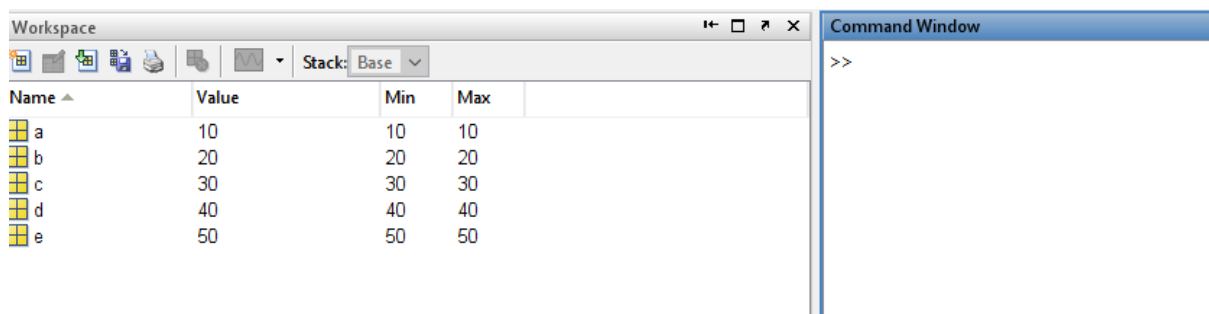 Workspace
Command Window
Stack: Base
>>
Name Value Min Max
a 10 10 10
b 20 20 20
c 30 30 30
d 40 40 40
e 50 50 50